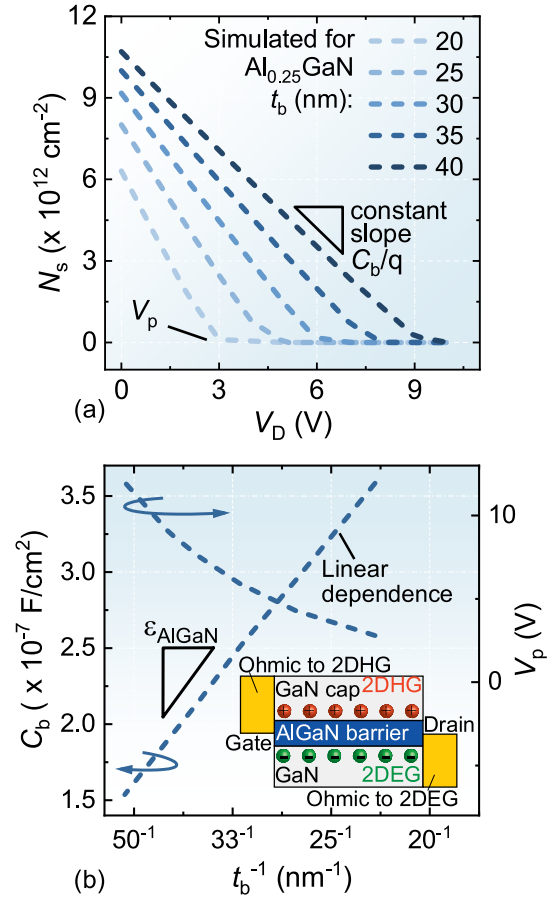 12
9
6
3
0
N_s (x 10^12 cm^-2)
Simulated for
Al_0.25GaN
t_b (nm):
20
25
30
35
40
constant
slope
C_b/q
V_p
0 3 6 9
(a)
V_D (V)
3.5
3.0
2.5
2.0
1.5
C_b ( x 10^-7 F/cm^2)
10
0
V_p (V)
Linear
dependence
ε_AlGaN
Ohmic to 2DHG
GaN cap 2DHG
+ + + + + +
AlGaN barrier
Drain
Gate
- - - - - -
GaN 2DEG
Ohmic to 2DEG
50^-1 33^-1 25^-1 20^-1
(b)
t_b^-1 (nm^-1)